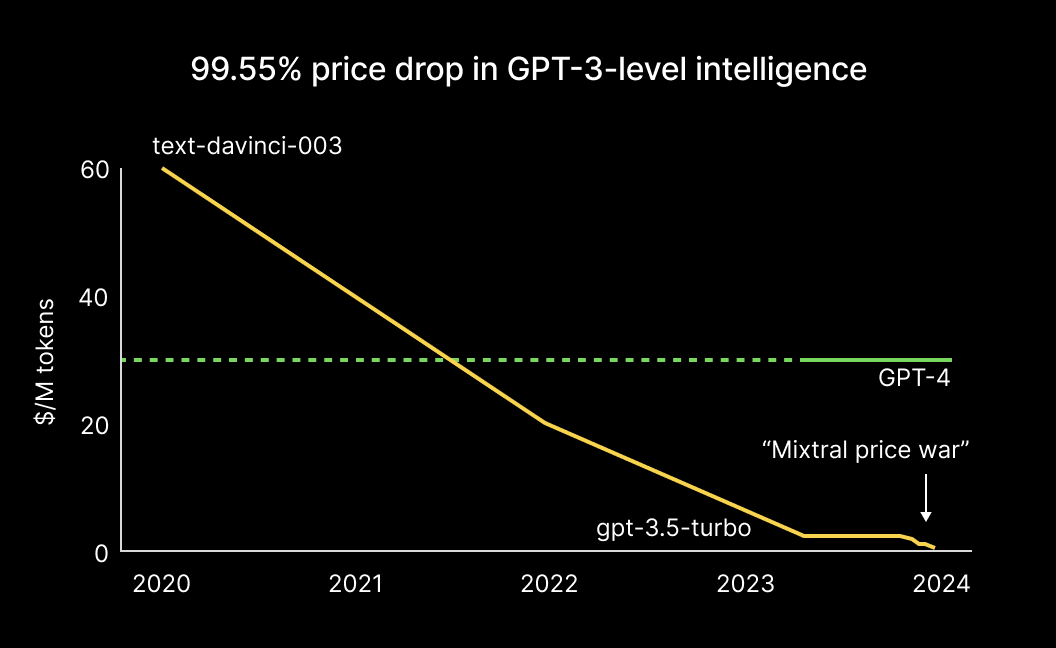 99.55% price drop in GPT-3-level intelligence
text-davinci-003
60
40
20
0
$/M tokens
GPT-4
“Mixtral price war”
gpt-3.5-turbo
2020 2021 2022 2023 2024